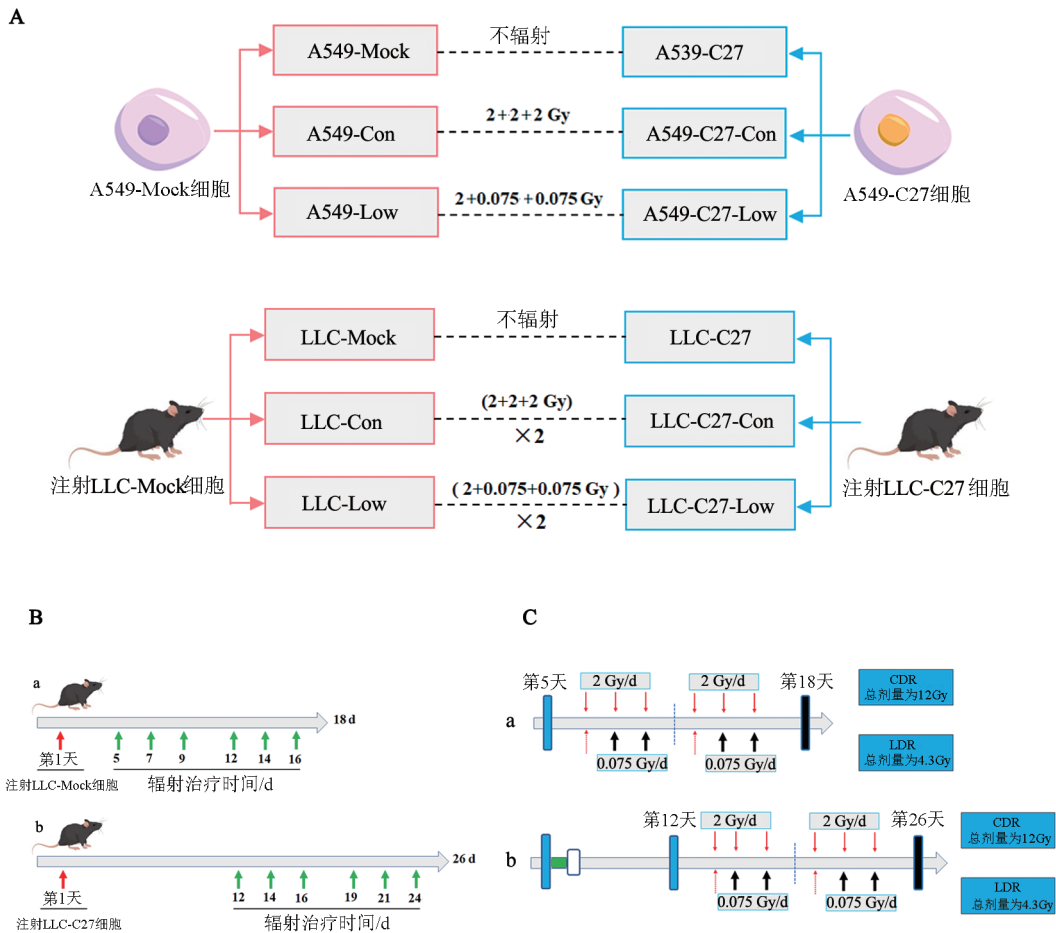 A
不辐射
A549-Mock
A539-C27
2+2+2 Gy
A549-Con
A549-C27-Con
A549-Mock细胞
A549-C27细胞
2+0.075 +0.075 Gy
A549-Low
A549-C27-Low
不辐射
LLC-Mock
LLC-C27
(2+2+2 Gy)
LLC-Con
LLC-C27-Con
×2
注射LLC-Mock细胞
注射LLC-C27 细胞
( 2+0.075+0.075 Gy )
LLC-Low
LLC-C27-Low
×2
B
a
18 d
第1天
5 7 9 12 14 16
注射LLC-Mock细胞
辐射治疗时间/d
b
26 d
第1天
12 14 16 19 21 24
注射LLC-C27细胞
辐射治疗时间/d
C
第5天
2 Gy/d
2 Gy/d
第18天
CDR
总剂量为12Gy
a
0.075 Gy/d
0.075 Gy/d
LDR
总剂量为4.3Gy
第12天
2 Gy/d
2 Gy/d
第26天
CDR
总剂量为12Gy
b
0.075 Gy/d
0.075 Gy/d
LDR
总剂量为4.3Gy